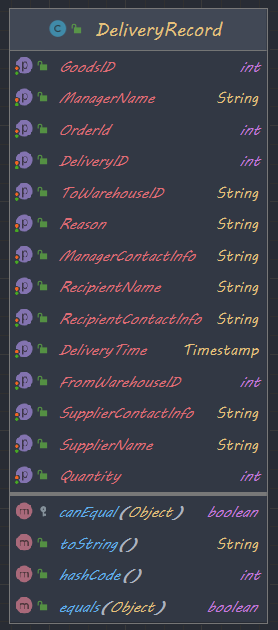 C DeliveryRecord
p GoodsID int
p ManagerName String
p OrderId int
p DeliveryID int
p ToWarehouseID String
p Reason String
p ManagerContactInfo String
p RecipientName String
p RecipientContactInfo String
p DeliveryTime Timestamp
p FromWarehouseID int
p SupplierContactInfo String
p SupplierName String
p Quantity int
m canEqual(Object) boolean
m toString() String
m hashCode() int
m equals(Object) boolean